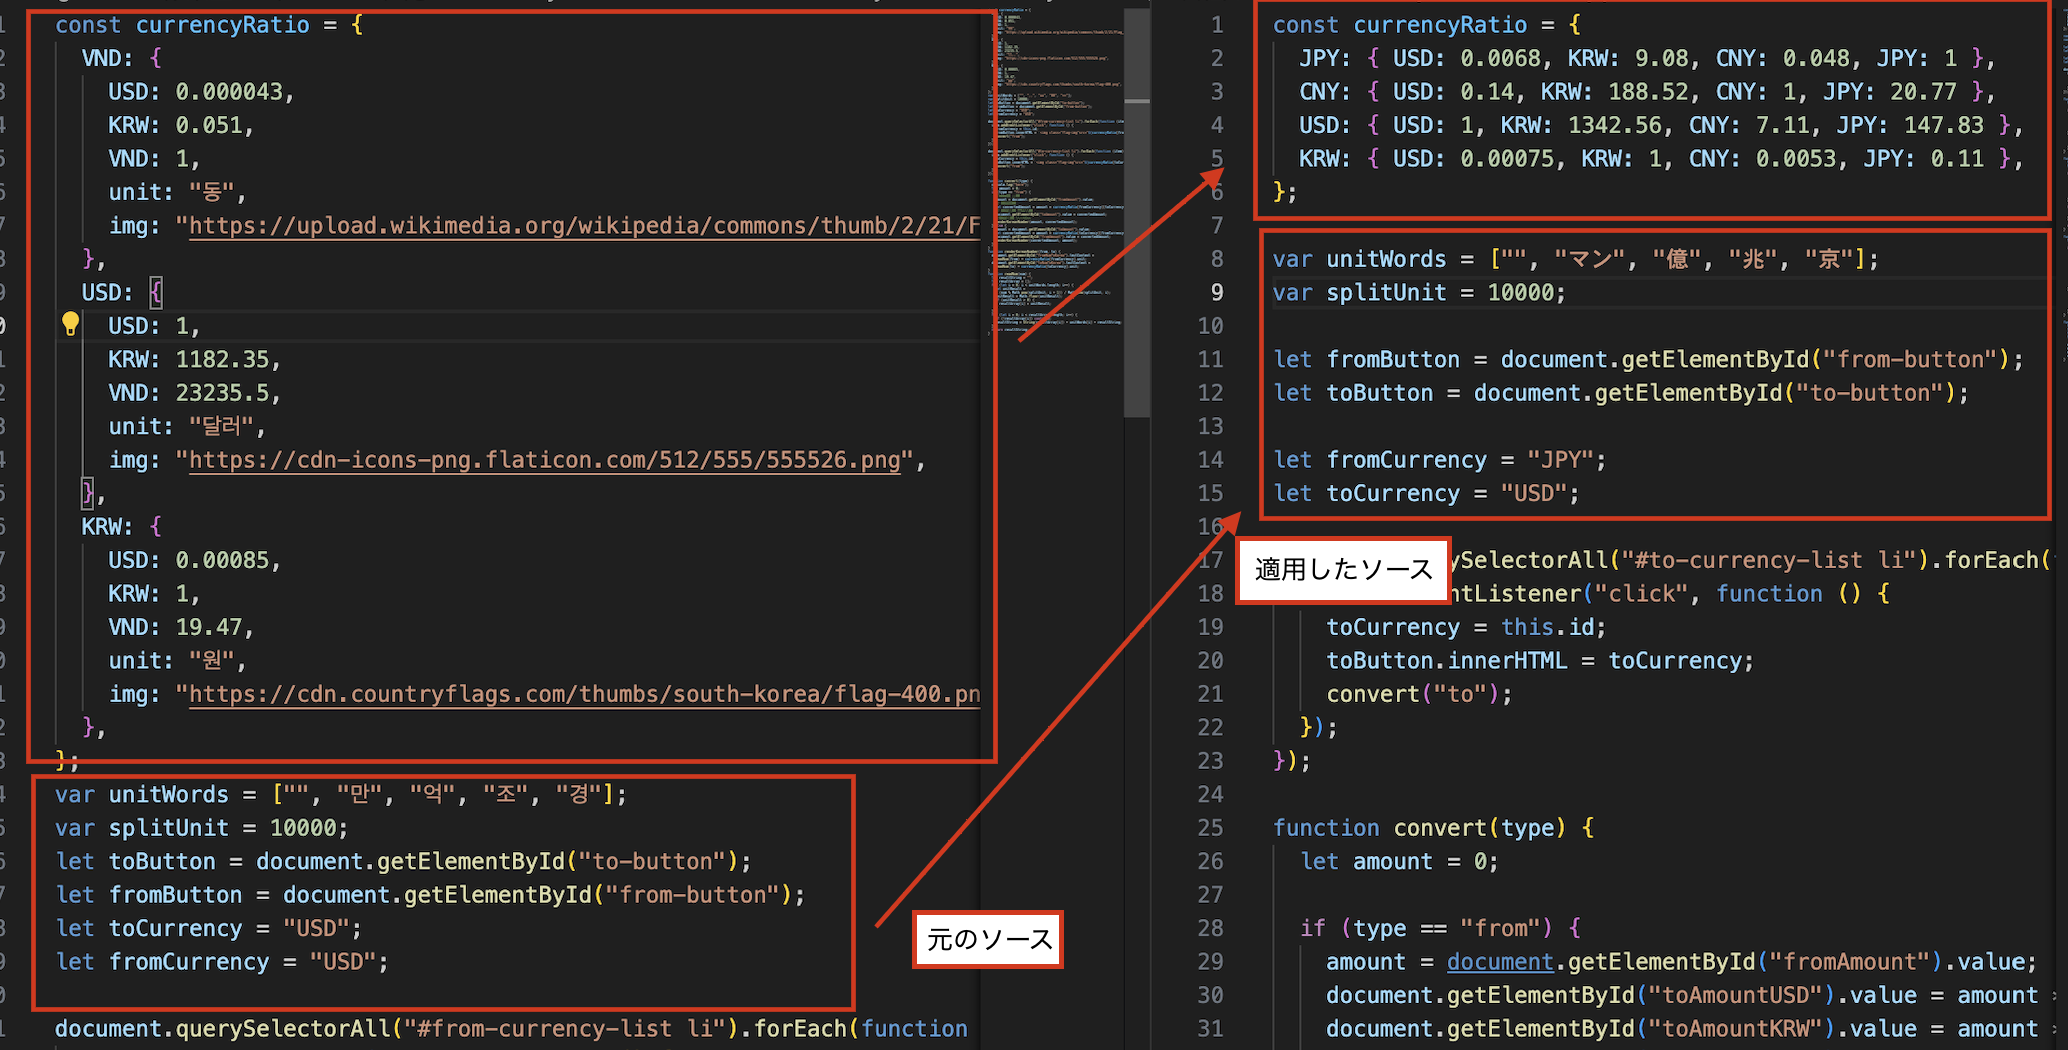 const currencyRatio = {
VND: {
USD: 0.000043,
KRW: 0.051,
VND: 1,
unit: "동",
img: "https://upload.wikimedia.org/wikipedia/commons/thumb/2/21/F
},
USD: {
USD: 1,
KRW: 1182.35,
VND: 23235.5,
unit: "달러",
img: "https://cdn-icons-png.flaticon.com/512/555/555526.png",
},
KRW: {
USD: 0.00085,
KRW: 1,
VND: 19.47,
unit: "원",
img: "https://cdn.countryflags.com/thumbs/south-korea/flag-400.pn
},
};
var unitWords = ["", "만", "억", "조", "경"];
var splitUnit = 10000;
let toButton = document.getElementById("to-button");
let fromButton = document.getElementById("from-button");
let toCurrency = "USD";
let fromCurrency = "USD";
document.querySelectorAll("#from-currency-list li").forEach(function
元のソース
1 const currencyRatio = {
2 JPY: { USD: 0.0068, KRW: 9.08, CNY: 0.048, JPY: 1 },
3 CNY: { USD: 0.14, KRW: 188.52, CNY: 1, JPY: 20.77 },
4 USD: { USD: 1, KRW: 1342.56, CNY: 7.11, JPY: 147.83 },
5 KRW: { USD: 0.00075, KRW: 1, CNY: 0.0053, JPY: 0.11 },
6 };
7
8 var unitWords = ["", "マン", "億", "兆", "京"];
9 var splitUnit = 10000;
10
11 let fromButton = document.getElementById("from-button");
12 let toButton = document.getElementById("to-button");
13
14 let fromCurrency = "JPY";
15 let toCurrency = "USD";
16
適用したソース
17 ySelectorAll("#to-currency-list li").forEach(
18 ntListener("click", function () {
19 toCurrency = this.id;
20 toButton.innerHTML = toCurrency;
21 convert("to");
22 });
23 });
24
25 function convert(type) {
26 let amount = 0;
27
28 if (type == "from") {
29 amount = document.getElementById("fromAmount").value;
30 document.getElementById("toAmountUSD").value = amount
31 document.getElementById("toAmountKRW").value = amount